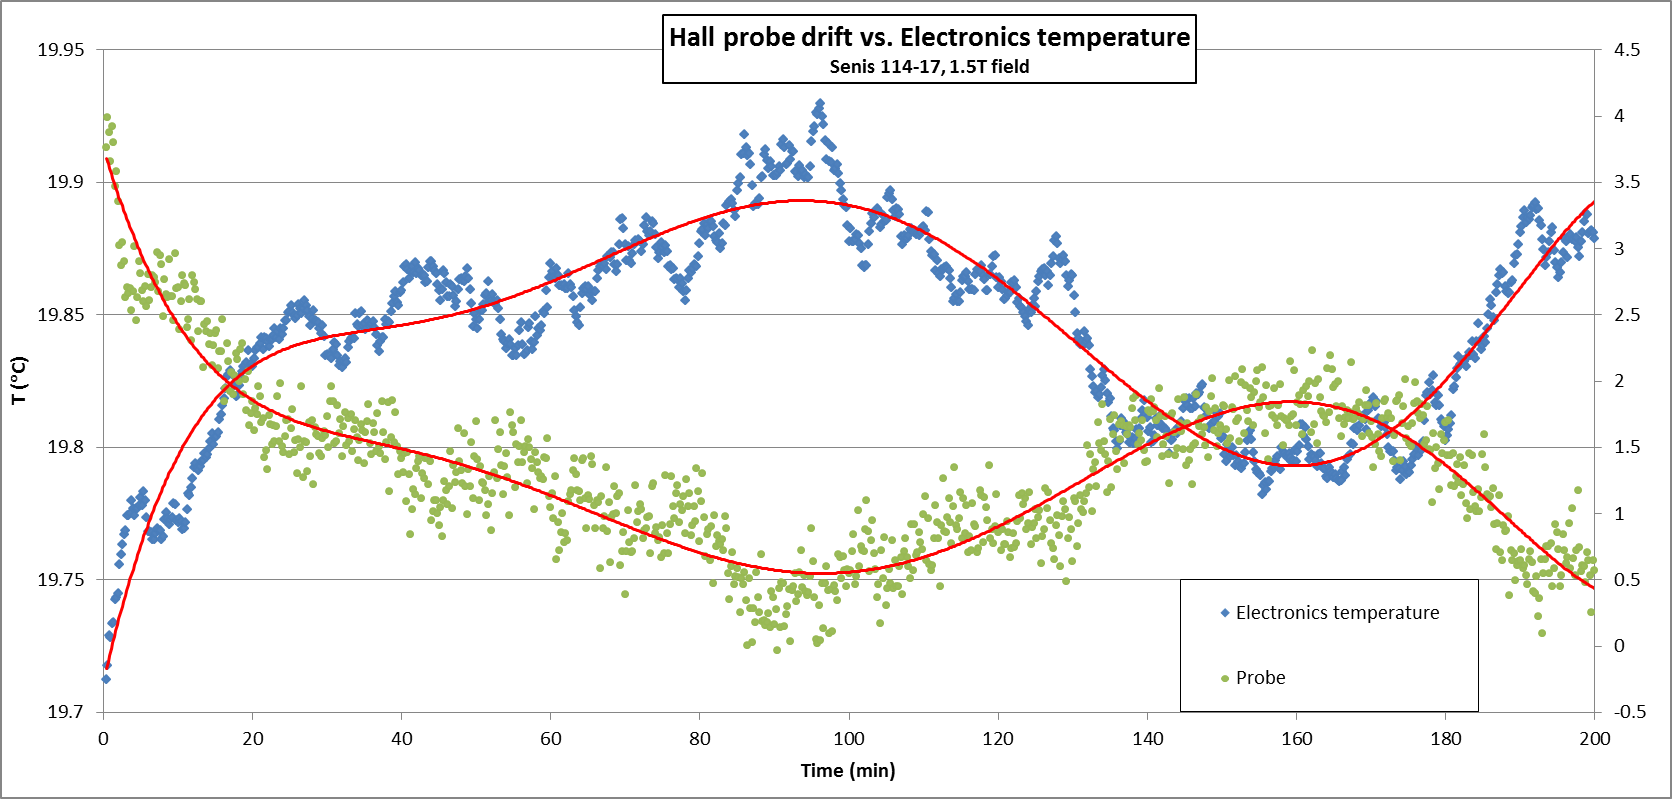 Hall probe drift vs. Electronics temperature
Senis 114-17, 1.5T field
19.95
19.9
19.85
19.8
19.75
19.7
T (°C)
4.5
4
3.5
3
2.5
2
1.5
1
0.5
0
-0.5
Electronics temperature
Probe
0 20 40 60 80 100 120 140 160 180 200
Time (min)